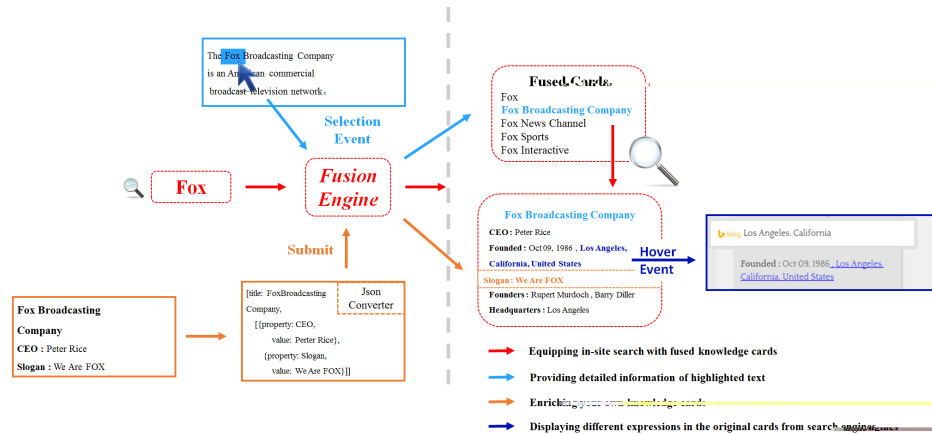 The Fox Broadcasting Company
is an American commercial
broadcast television network。
Selection
Event
Fox
Fusion
Engine
Submit
Fox Broadcasting
Company
CEO : Peter Rice
Slogan : We Are FOX
[title: FoxBroadcasting
Company,
[{property: CEO,
value: Perter Rice},
{property: Slogan,
value: We Are FOX}]]
Json
Converter
Fused Cards
Fox
Fox Broadcasting Company
Fox News Channel
Fox Sports
Fox Interactive
Fox Broadcasting Company
CEO : Peter Rice
Founded : Oct 09, 1986 , Los Angeles,
California, United States
Slogan: We Are FOX
Founders : Rupert Murdoch , Barry Diller
Headquarters : Los Angeles
Hover
Event
bing Los Angeles, California
Founded : Oct 09, 1986 , Los Angeles,
California, United States
Equipping in-site search with fused knowledge cards
Providing detailed information of highlighted text
Enriching your own knowledge cards
Displaying different expressions in the original cards from search engines